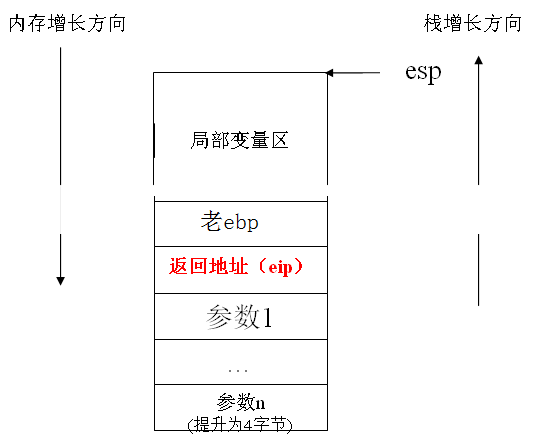 内存增长方向
栈增长方向
esp
局部变量区
老ebp
返回地址（eip）
参数1
...
参数n
(提升为4字节)